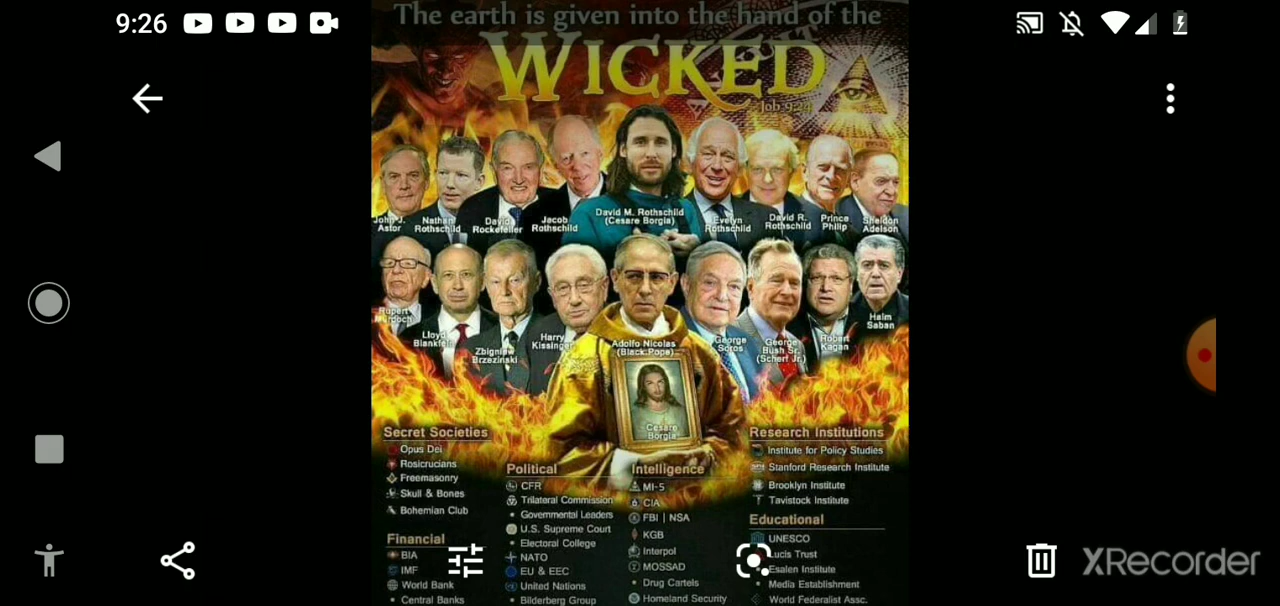 9:26
The earth is given into the hand of the
WICKED
Job 9:24
John J.
Astor
Nathan
Rothschild
David
Rockefeller
Jacob
Rothschild
David M. Rothschild
(Cesare Borgia)
Evelyn
Rothschild
David R.
Rothschild
Prince
Philip
Sheldon
Adelson
Rupert
Murdoch
Lloyd
Blankfein
Zbigniew
Brzezinski
Harry
Kissinger
Adolfo Nicolas
(Black Pope)
George
Soros
George
Bush Sr.
(Scherf Jr.)
Robert
Kagan
Haim
Saban
Cesare
Borgia
Secret Societies
Opus Dei
Rosicrucians
Freemasonry
Skull & Bones
Bohemian Club
Financial
BIA
IMF
World Bank
Central Banks
Political
CFR
Trilateral Commission
Governmental Leaders
U.S. Supreme Court
Electoral College
NATO
EU & EEC
United Nations
Bilderberg Group
Intelligence
MI-5
CIA
FBI | NSA
KGB
Interpol
MOSSAD
Drug Cartels
Homeland Security
Research Institutions
Institute for Policy Studies
Stanford Research Institute
Brooklyn Institute
Tavistock Institute
Educational
UNESCO
Lucis Trust
Esalen Institute
Media Establishment
World Federalist Assc.
XRecorder